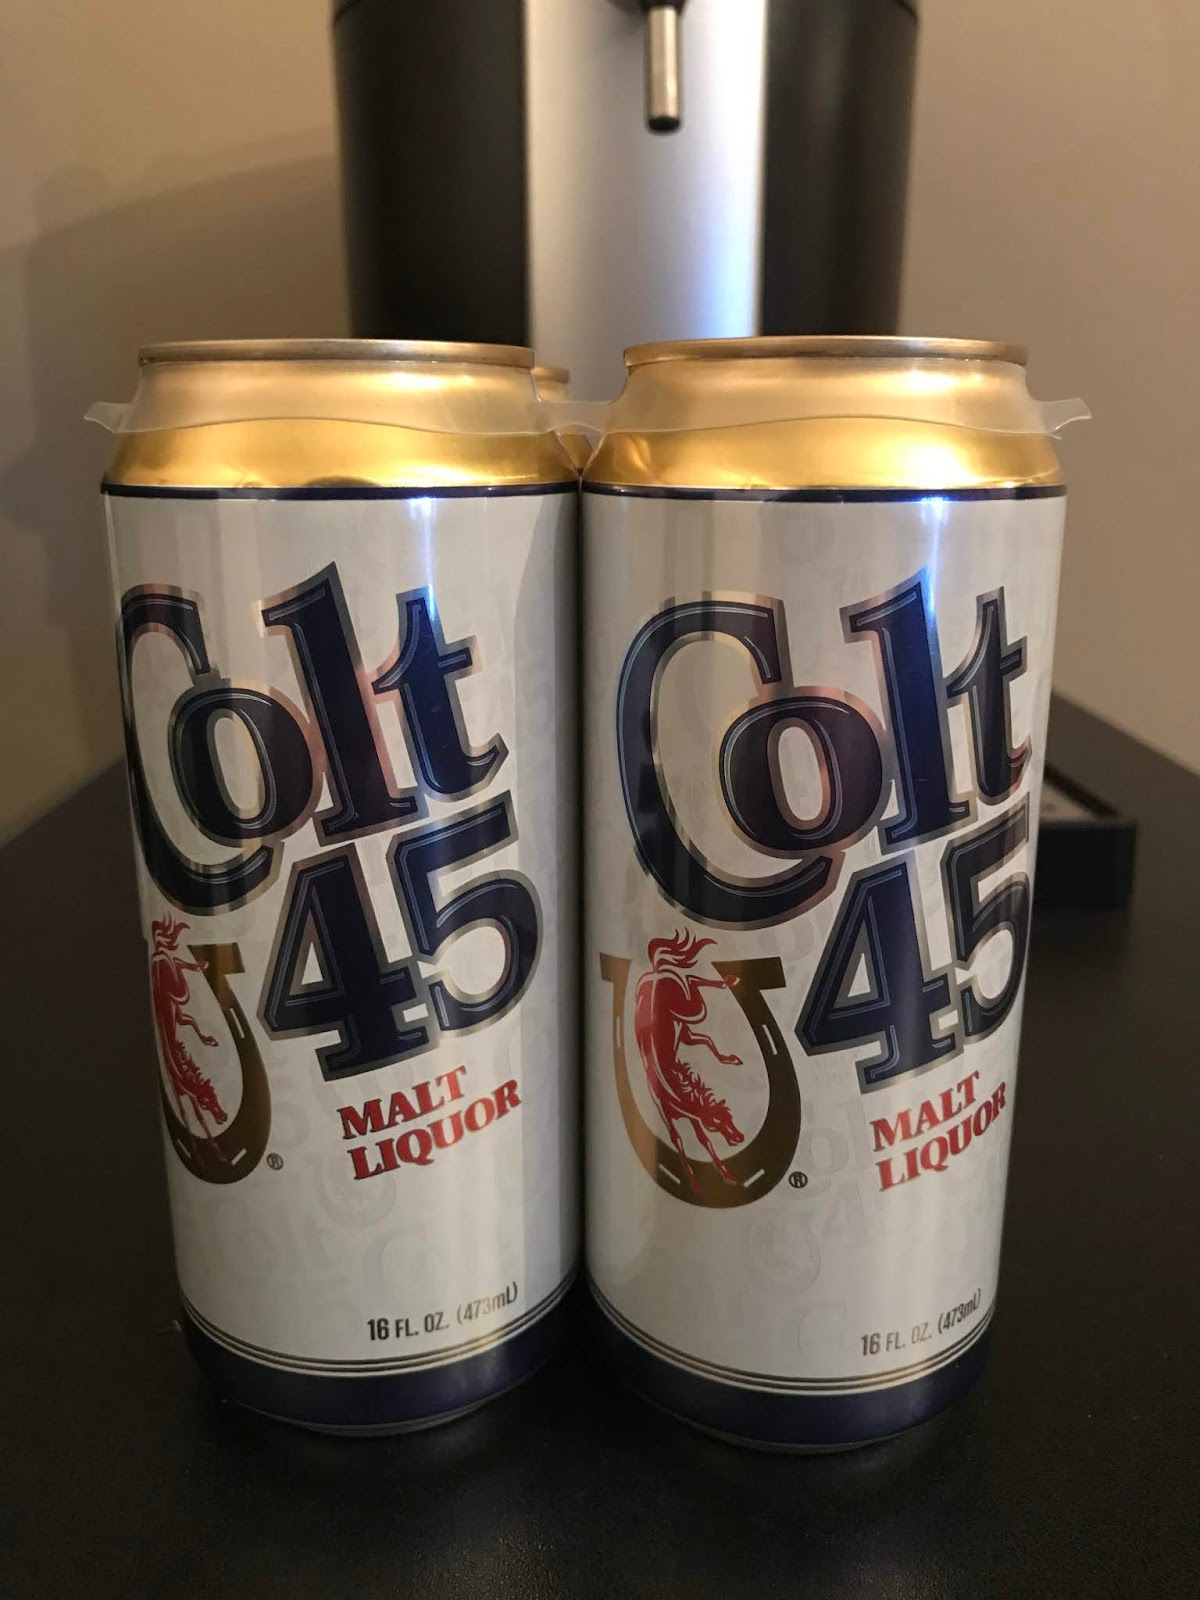 Colt
45
MALT
LIQUOR
®
16 FL. OZ. (473mL)
Colt
45
MALT
LIQUOR
®
16 FL. OZ. (473mL)